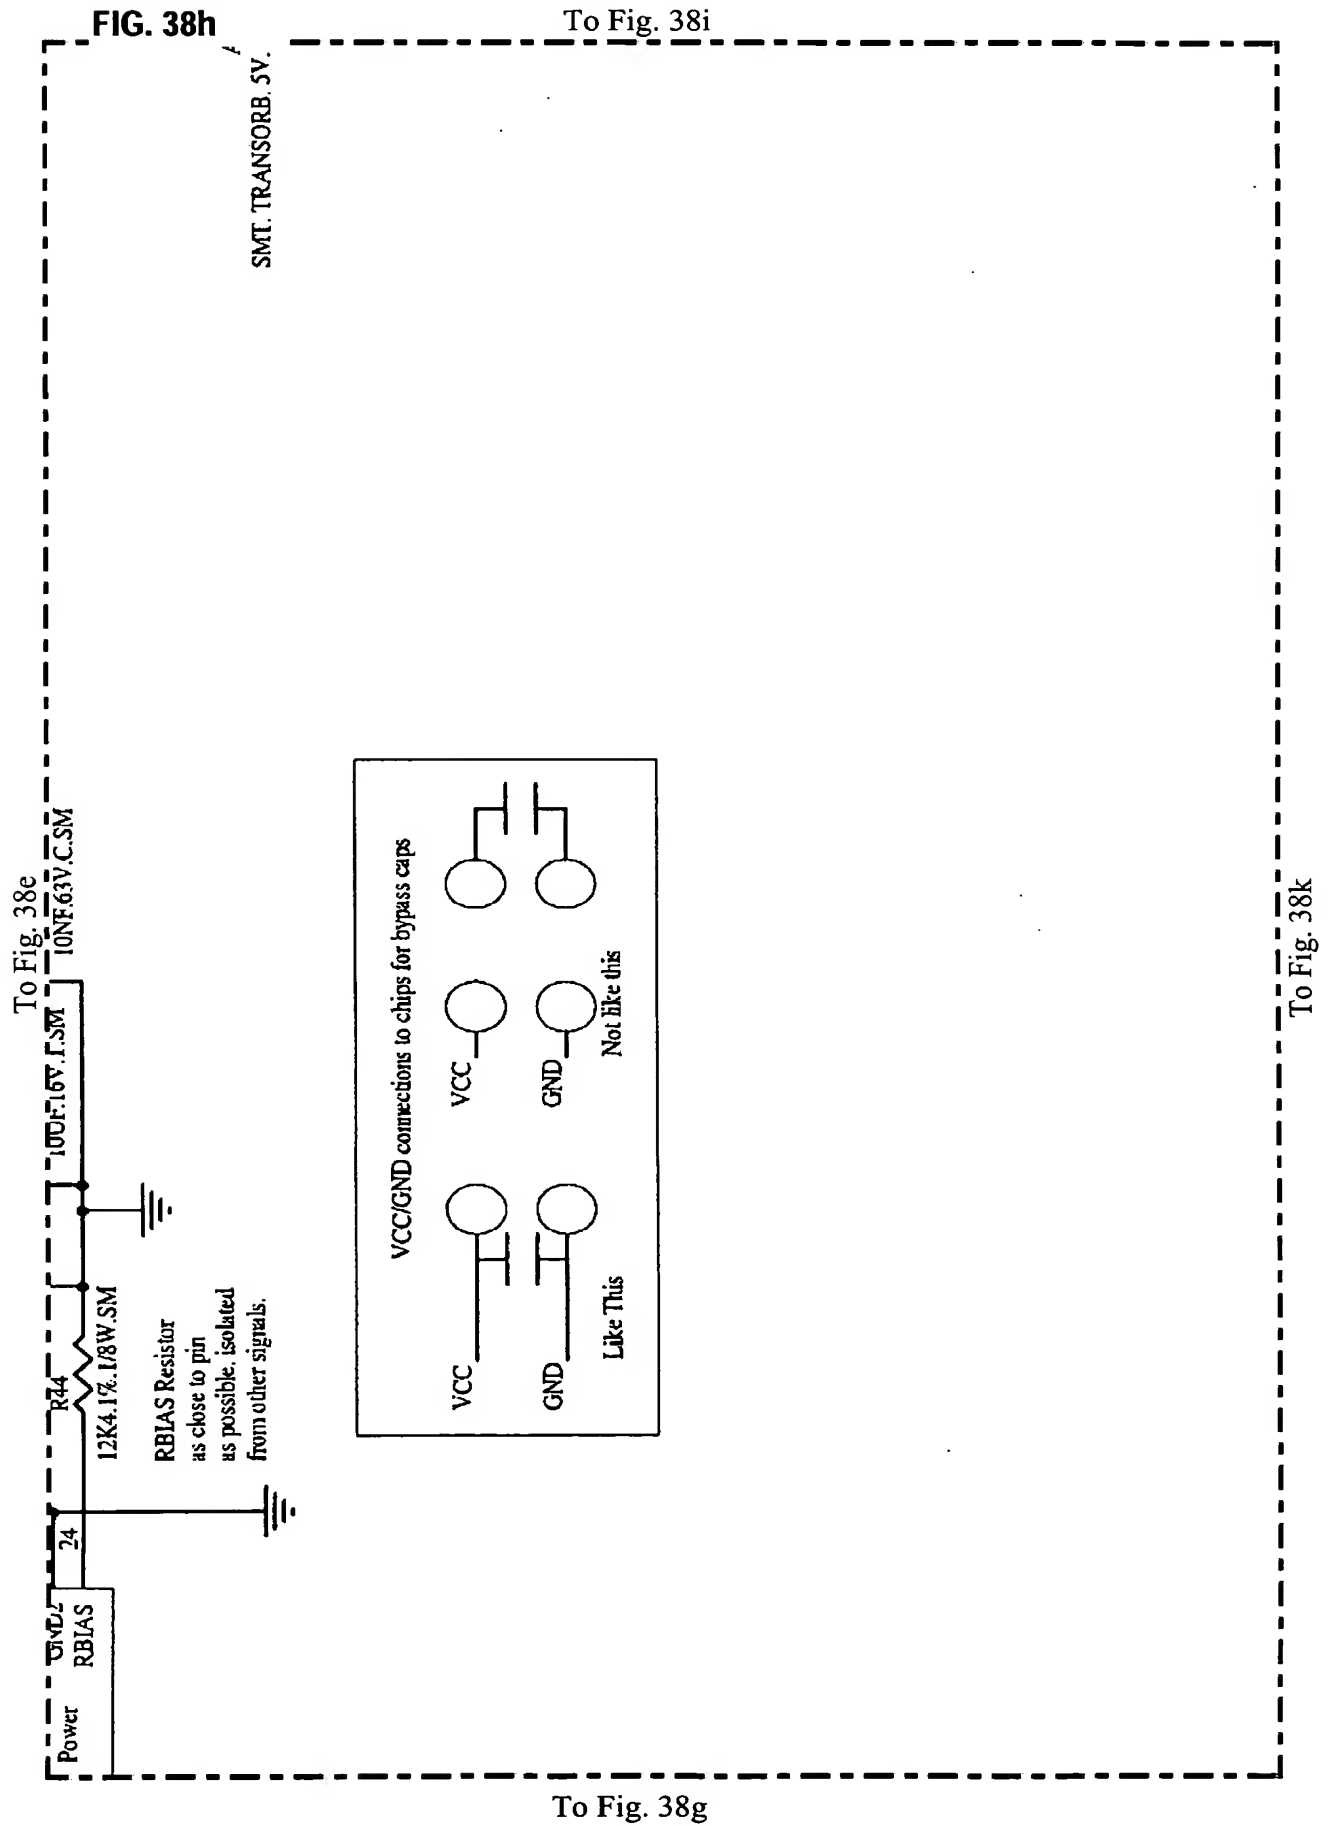 FIG. 38h
To Fig. 38i
SMT. TRANSORB. 5V.
To Fig. 38e
10NF.63V.C.SM
10UF.16V.T.SM
R44
12K4.1%.1/8W.SM
RBIAS Resistor
as close to pin
as possible, isolated
from other signals.
24
GND2
RBIAS
Power
VCC/GND connections to chips for bypass caps
VCC
VCC
GND
GND
Like This
Not like this
To Fig. 38k
To Fig. 38g